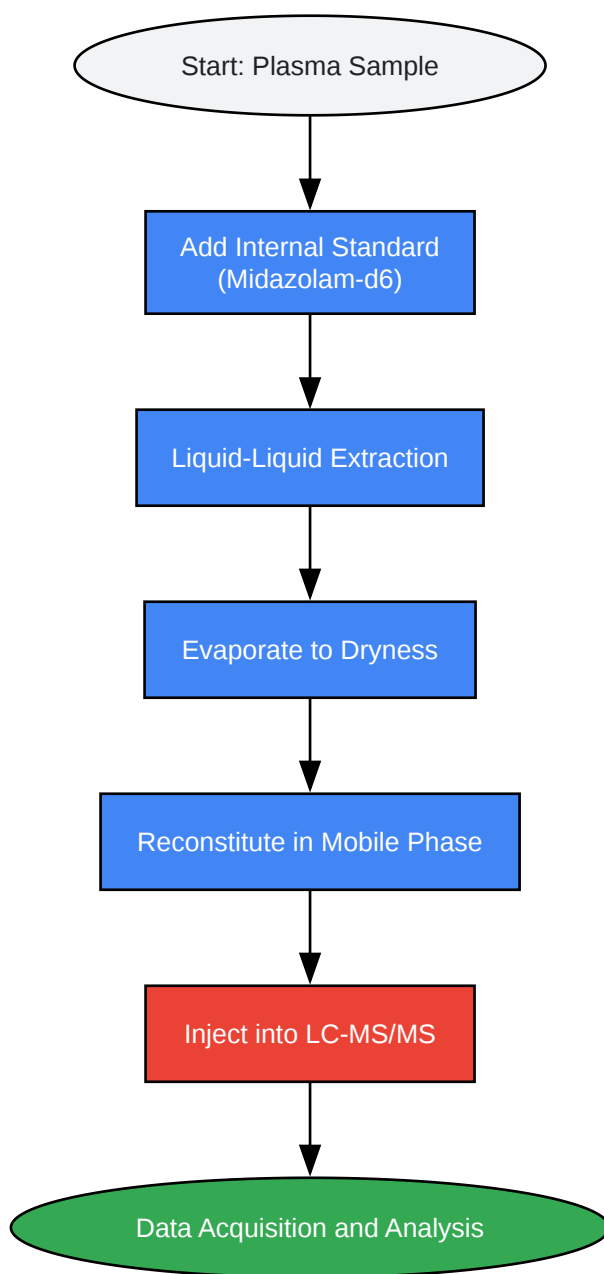 Start: Plasma Sample
Add Internal Standard
(Midazolam-d6)
Liquid-Liquid Extraction
Evaporate to Dryness
Reconstitute in Mobile Phase
Inject into LC-MS/MS
Data Acquisition and Analysis